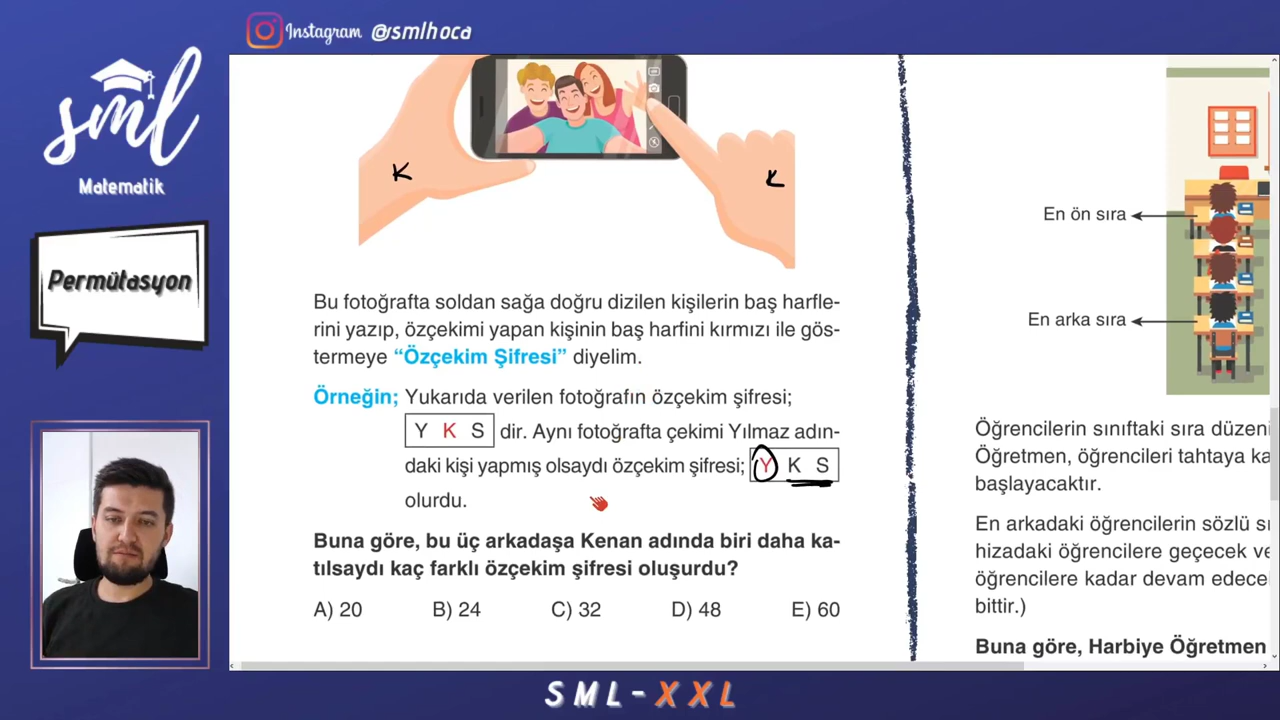 Instagram @smlhoca
sml
Matematik
Permütasyon
K
Bu fotoğrafta soldan sağa doğru dizilen kişilerin baş harfle-
rini yazıp, özçekimi yapan kişinin baş harfini kırmızı ile gös-
termeye “Özçekim Şifresi” diyelim.
Örneğin; Yukarıda verilen fotoğrafın özçekim şifresi;
Y K S dir. Aynı fotoğrafta çekimi Yılmaz adın-
daki kişi yapmış olsaydı özçekim şifresi; Y K S
olurdu.
Buna göre, bu üç arkadaşa Kenan adında biri daha ka-
tılsaydı kaç farklı özçekim şifresi oluşurdu?
A) 20 B) 24 C) 32 D) 48 E) 60
En ön sıra
En arka sıra
Öğrencilerin sınıftaki sıra düzeni
Öğretmen, öğrencileri tahtaya ka
başlayacaktır.
En arkadaki öğrencilerin sözlü sı
hizadaki öğrencilere geçecek ve
öğrencilere kadar devam edece
bittir.)
Buna göre, Harbiye Öğretmen
SML-XXL